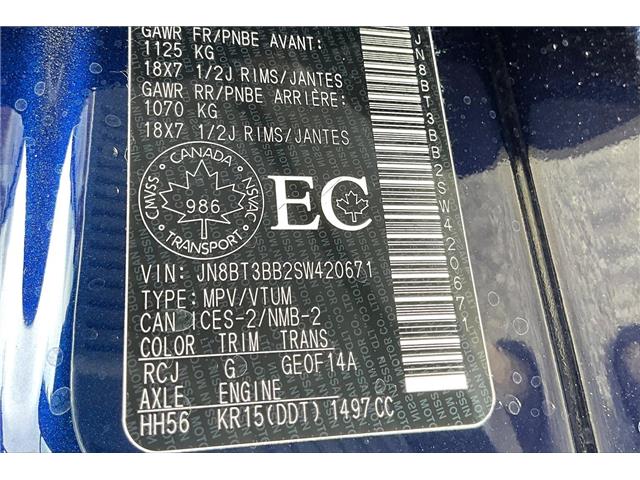 GAWR FR/PNBE AVANT:
1125 KG
18X7 1/2J RIMS/JANTES
GAWR RR/PNBE ARRIÈRE:
1070 KG
18X7 1/2J RIMS/JANTES
CANADA
CMVSS NSVAC
986
TRANSPORT
EC
VIN: JN8BT3BB2SW420671
TYPE: MPV/VTUM
CAN ICES-2/NMB-2
COLOR TRIM TRANS
RCJ G GE0F14A
AXLE ENGINE
HH56 KR15(DDT) 1497CC
JN8BT3BB2SW420671